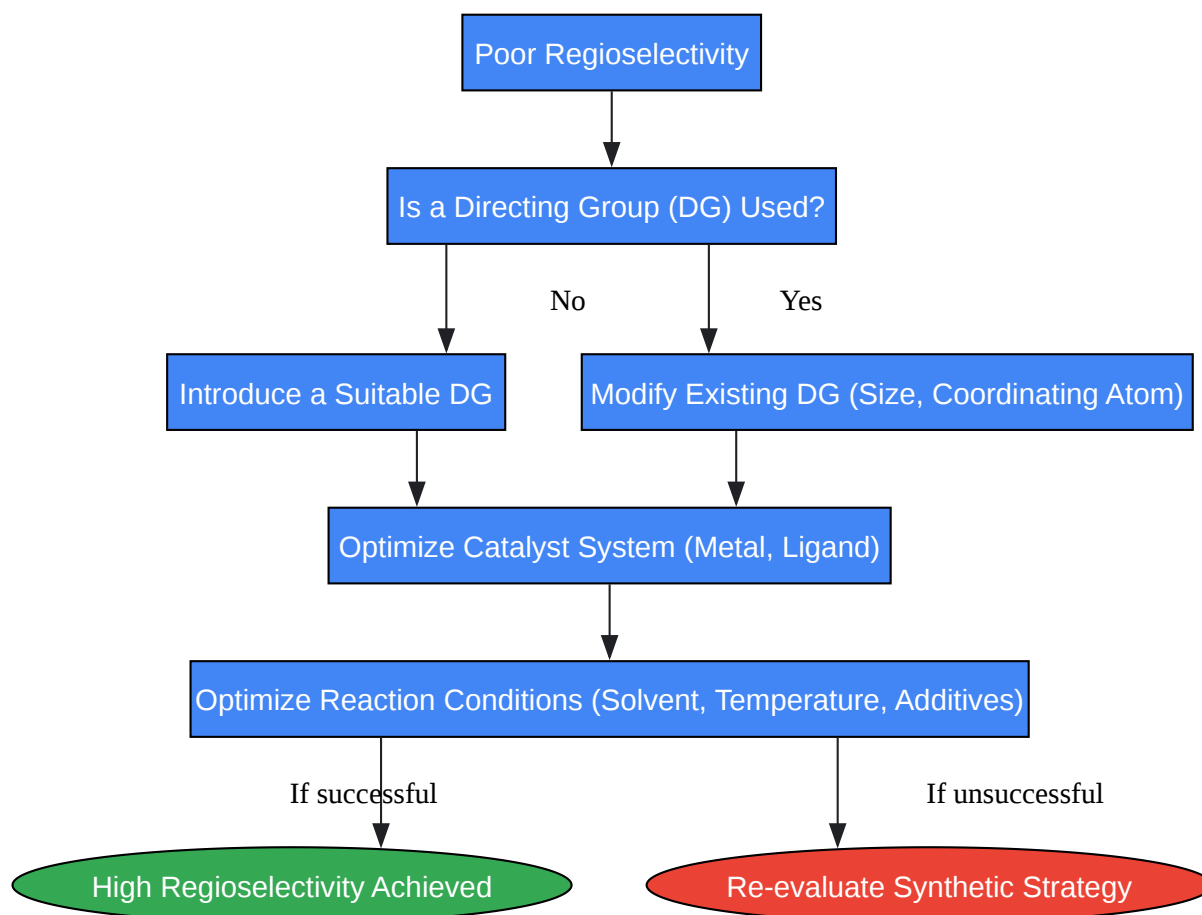 Poor Regioselectivity
Is a Directing Group (DG) Used?
No
Yes
Introduce a Suitable DG
Modify Existing DG (Size, Coordinating Atom)
Optimize Catalyst System (Metal, Ligand)
Optimize Reaction Conditions (Solvent, Temperature, Additives)
If successful
If unsuccessful
High Regioselectivity Achieved
Re-evaluate Synthetic Strategy